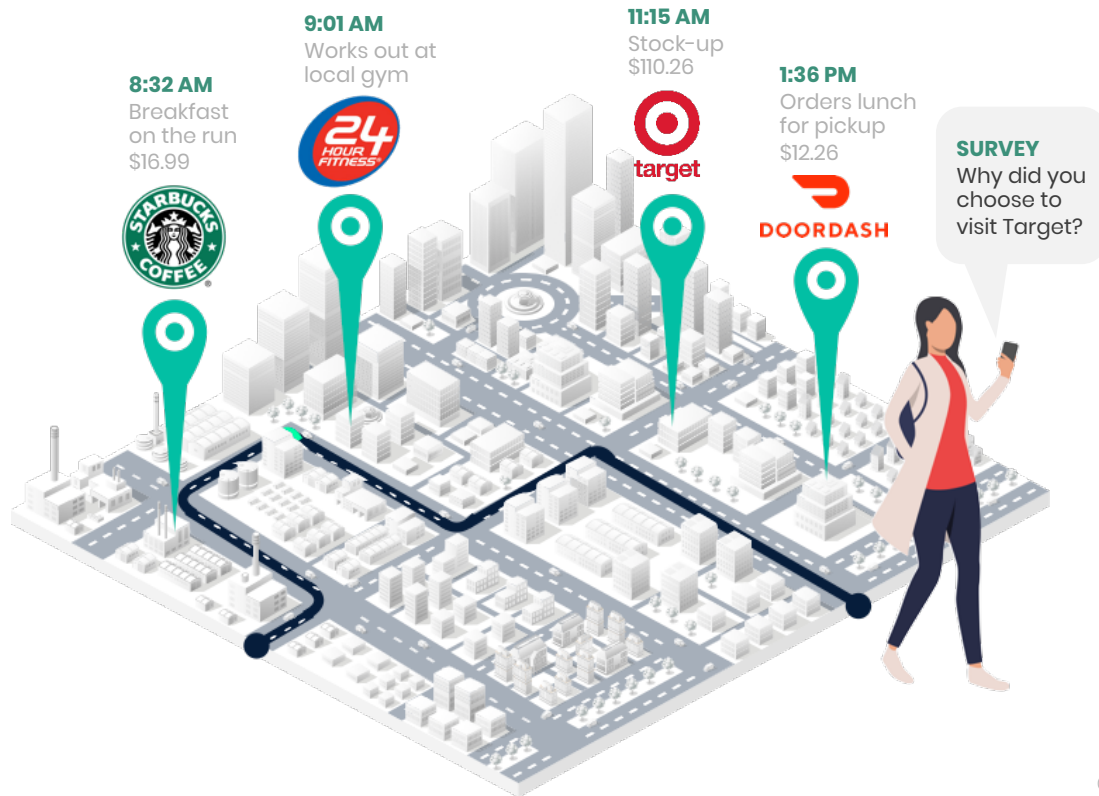 8:32 AM
Breakfast
on the run
$16.99
STARBUCKS
COFFEE
®
9:01 AM
Works out at
local gym
24
HOUR
FITNESS®
11:15 AM
Stock-up
$110.26
target
1:36 PM
Orders lunch
for pickup
$12.26
DOORDASH
SURVEY
Why did you
choose to
visit Target?